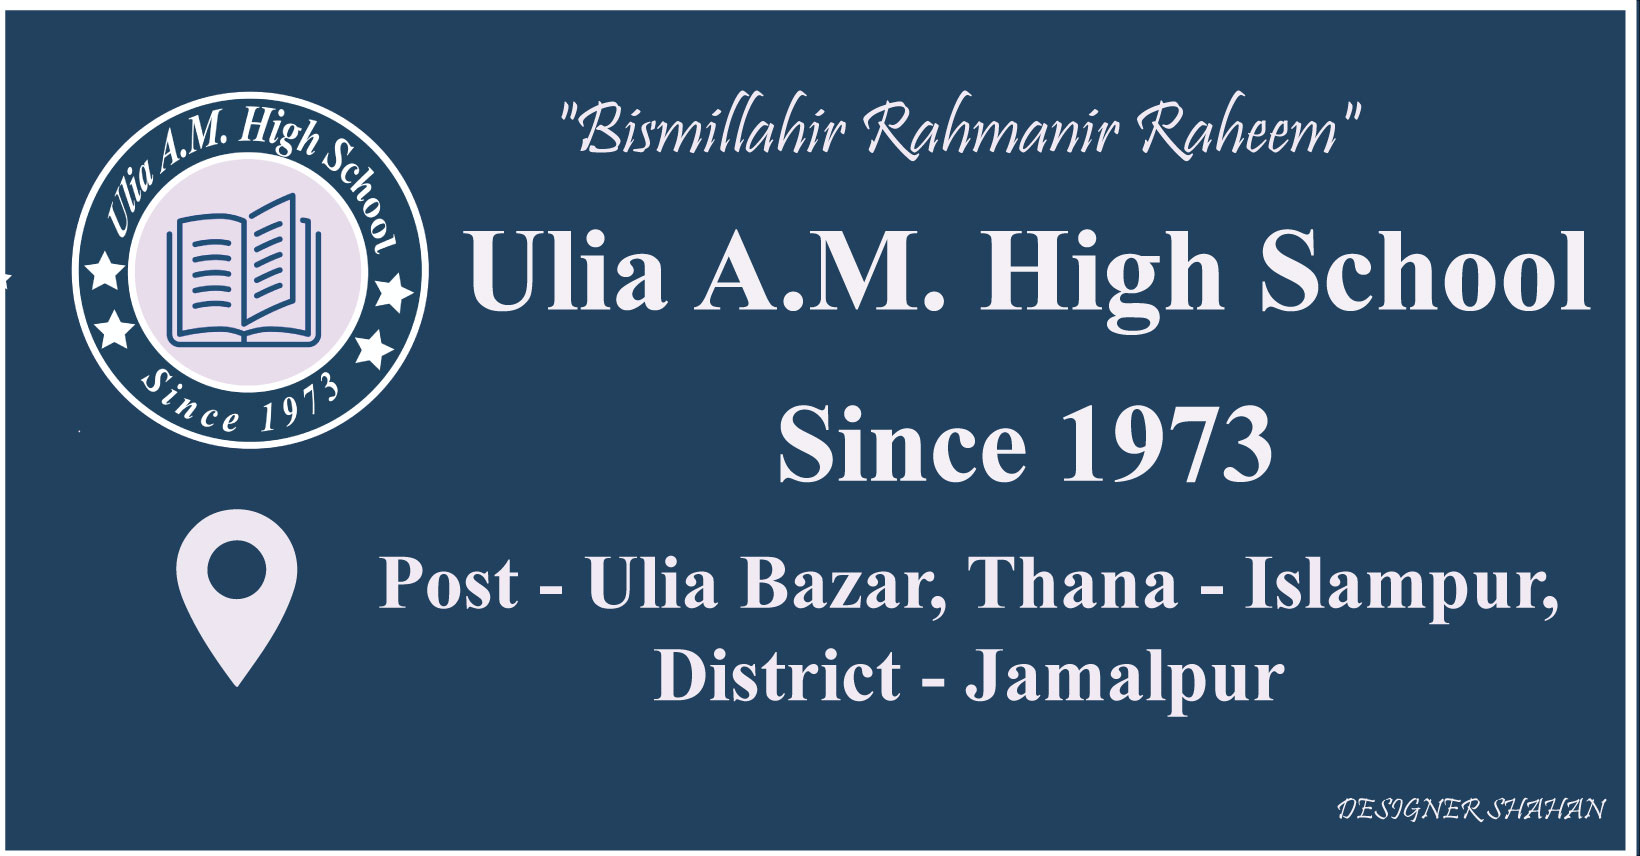 "Bismillahir Rahmanir Raheem"
Ulia A.M. High School
Since 1973
Ulia A.M. High School
Since 1973
Post - Ulia Bazar, Thana - Islampur,
District - Jamalpur
DESIGNER SHAHAN